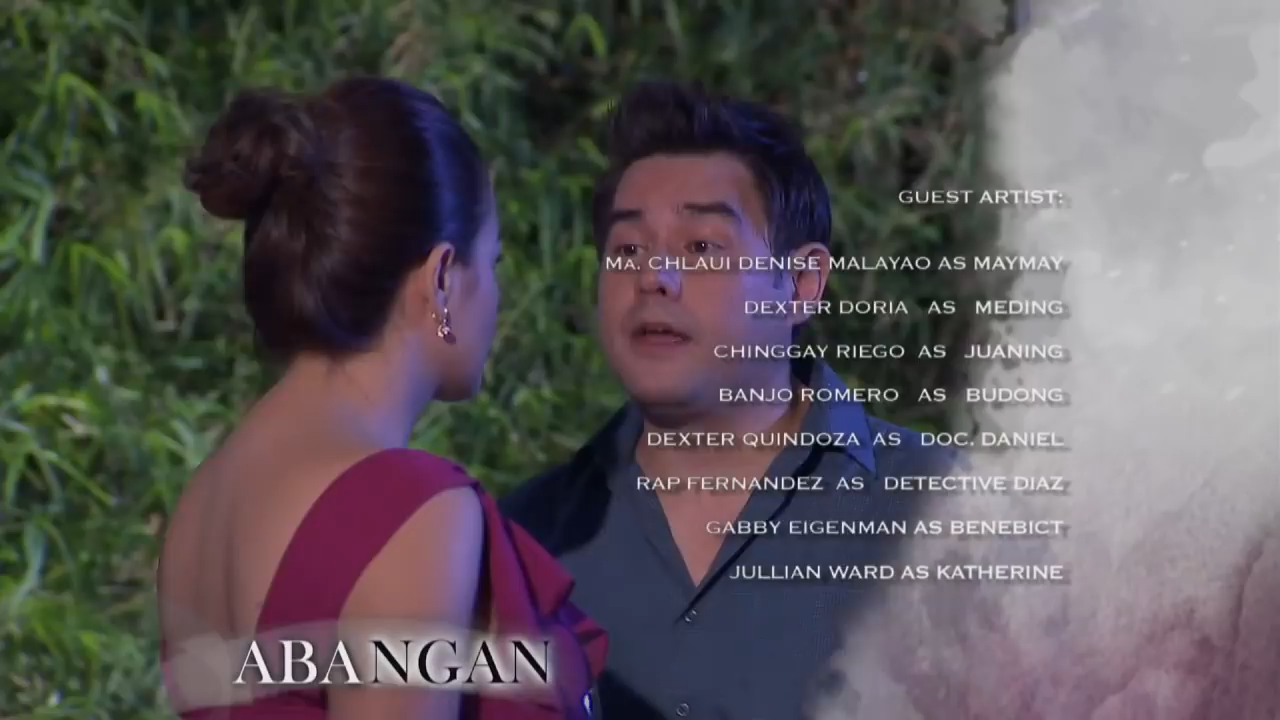 GUEST ARTIST:
MA. CHLAUI DENISE MALAYAO AS MAYMAY
DEXTER DORIA AS MEDING
CHINGGAY RIEGO AS JUANING
BANJO ROMERO AS BUDONG
DEXTER QUINDOZA AS DOC. DANIEL
RAP FERNANDEZ AS DETECTIVE DIAZ
GABBY EIGENMAN AS BENEBICT
JULLIAN WARD AS KATHERINE
ABANGAN